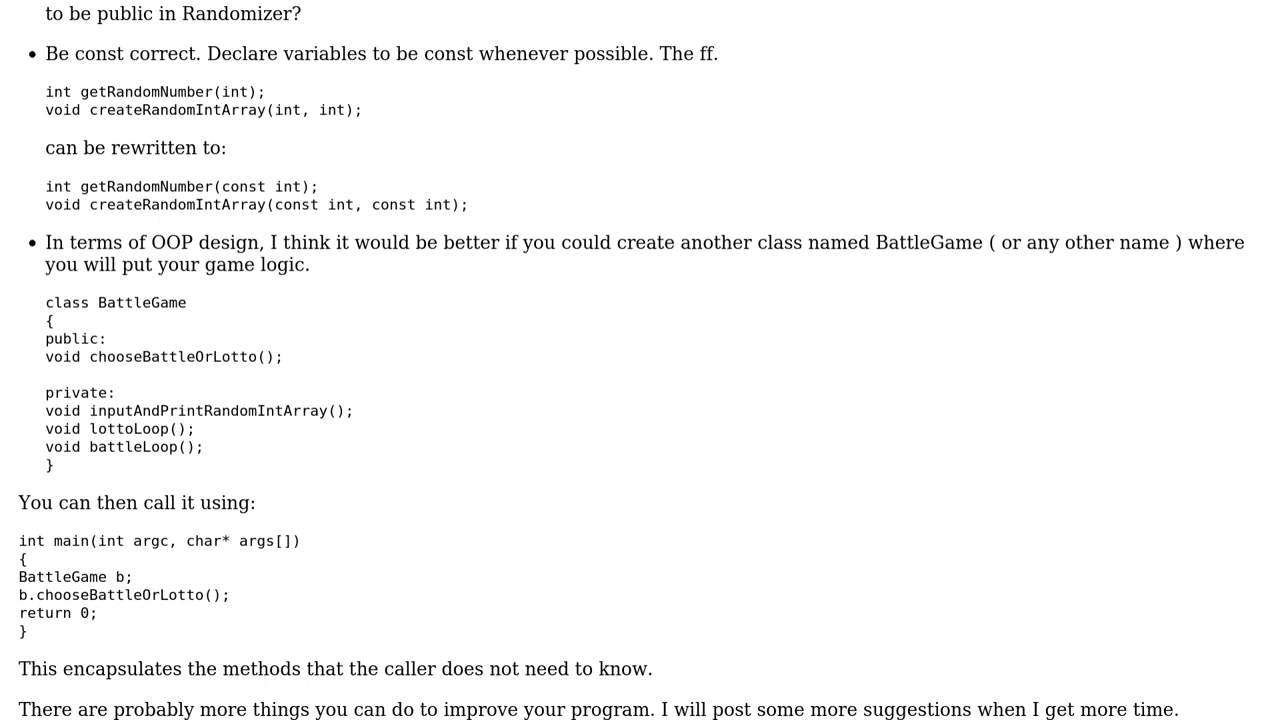 to be public in Randomizer?
• Be const correct. Declare variables to be const whenever possible. The ff.
int getRandomNumber(int);
void createRandomIntArray(int, int);
can be rewritten to:
int getRandomNumber(const int);
void createRandomIntArray(const int, const int);
• In terms of OOP design, I think it would be better if you could create another class named BattleGame ( or any other name ) where
you will put your game logic.
class BattleGame
{
public:
void chooseBattleOrLotto();
private:
void inputAndPrintRandomIntArray();
void lottoLoop();
void battleLoop();
}
You can then call it using:
int main(int argc, char* args[])
{
BattleGame b;
b.chooseBattleOrLotto();
return 0;
}
This encapsulates the methods that the caller does not need to know.
There are probably more things you can do to improve your program. I will post some more suggestions when I get more time.